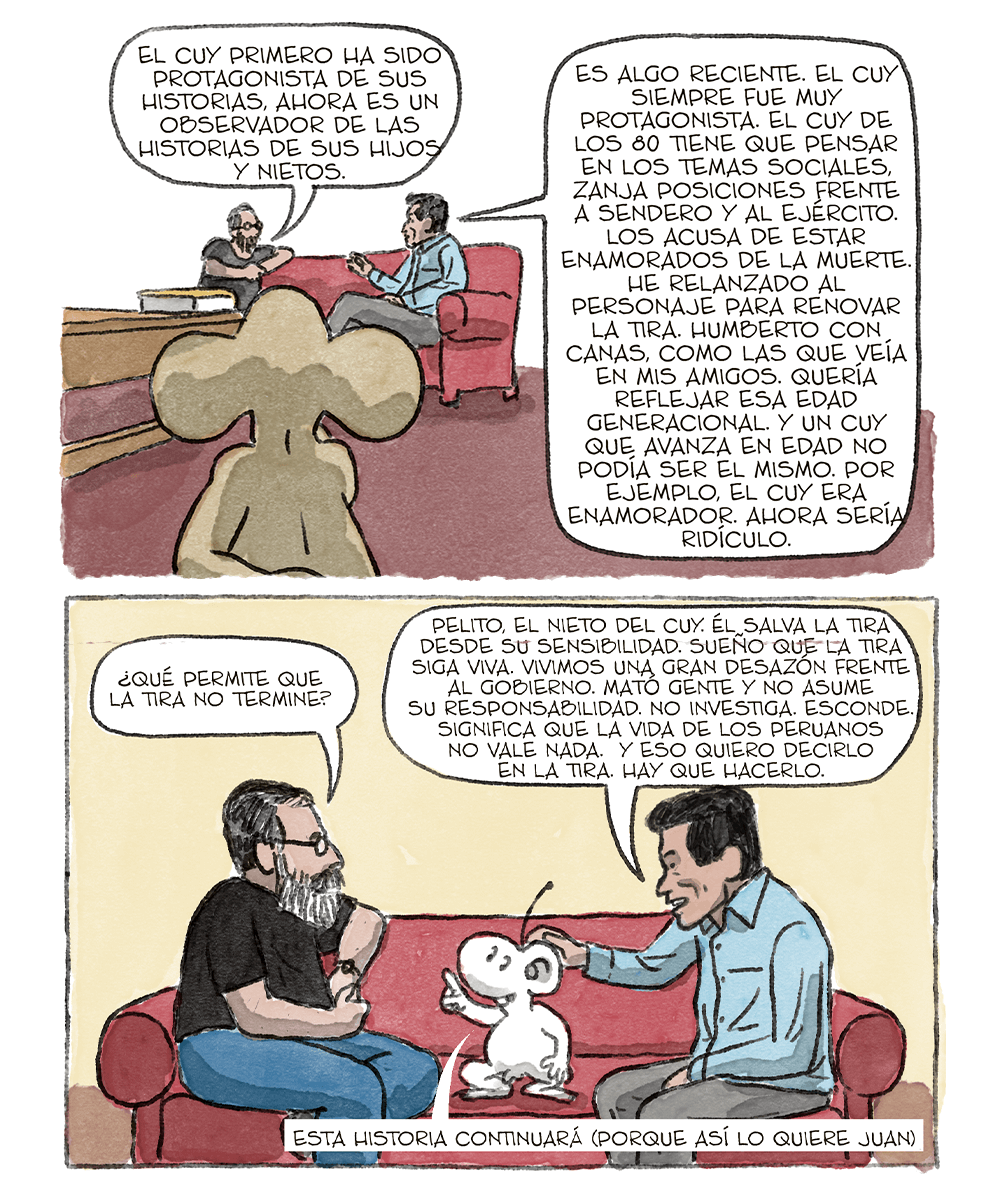 EL CUY PRIMERO HA SIDO
PROTAGONISTA DE SUS
HISTORIAS, AHORA ES UN
OBSERVADOR DE LAS
HISTORIAS DE SUS HIJOS
Y NIETOS.
ES ALGO RECIENTE. EL CUY
SIEMPRE FUE MUY
PROTAGONISTA. EL CUY DE
LOS 80 TIENE QUE PENSAR
EN LOS TEMAS SOCIALES,
ZANJA POSICIONES FRENTE
A SENDERO Y AL EJÉRCITO.
LOS ACUSA DE ESTAR
ENAMORADOS DE LA MUERTE.
HE RELANZADO AL
PERSONAJE PARA RENOVAR
LA TIRA. HUMBERTO CON
CANAS, COMO LAS QUE VEÍA
EN MIS AMIGOS. QUERÍA
REFLEJAR ESA EDAD
GENERACIONAL. Y UN CUY
QUE AVANZA EN EDAD NO
PODÍA SER EL MISMO. POR
EJEMPLO, EL CUY ERA
ENAMORADOR. AHORA SERÍA
RIDÍCULO.
¿QUÉ PERMITE QUE
LA TIRA NO TERMINE?
PELITO, EL NIETO DEL CUY. ÉL SALVA LA TIRA
DESDE SU SENSIBILIDAD. SUEÑO QUE LA TIRA
SIGA VIVA. VIVIMOS UNA GRAN DESAZÓN FRENTE
AL GOBIERNO. MATÓ GENTE Y NO ASUME
SU RESPONSABILIDAD. NO INVESTIGA. ESCONDE.
SIGNIFICA QUE LA VIDA DE LOS PERUANOS
NO VALE NADA. Y ESO QUIERO DECIRLO
EN LA TIRA. HAY QUE HACERLO.
ESTA HISTORIA CONTINUARÁ (PORQUE ASÍ LO QUIERE JUAN)